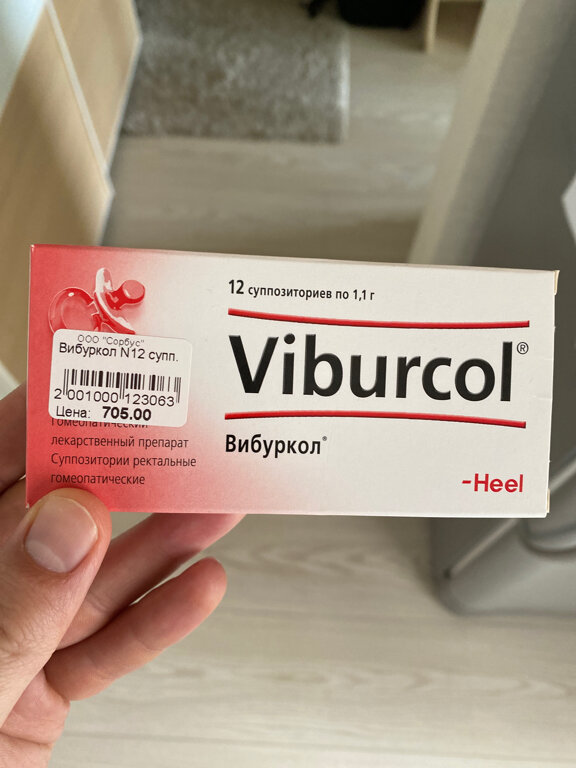 12 суппозиториев по 1,1 г
Viburcol®
Вибуркол®
-Heel
ООО "Сорбус"
Вибуркол N12 супп.
2 001000 123063
Цена: 705.00
Гомеопатический
лекарственный препарат
Суппозитории ректальные
гомеопатические